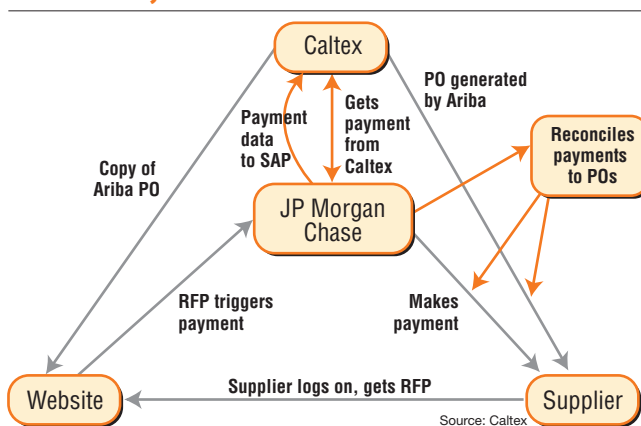 Caltex
PO generated
by Ariba
Payment
data
to SAP
Gets
payment
from
Caltex
Reconciles
payments
to POs
Copy of
Ariba PO
JP Morgan
Chase
RFP triggers
payment
Makes
payment
Website
Supplier logs on, gets RFP
Supplier
Source: Caltex